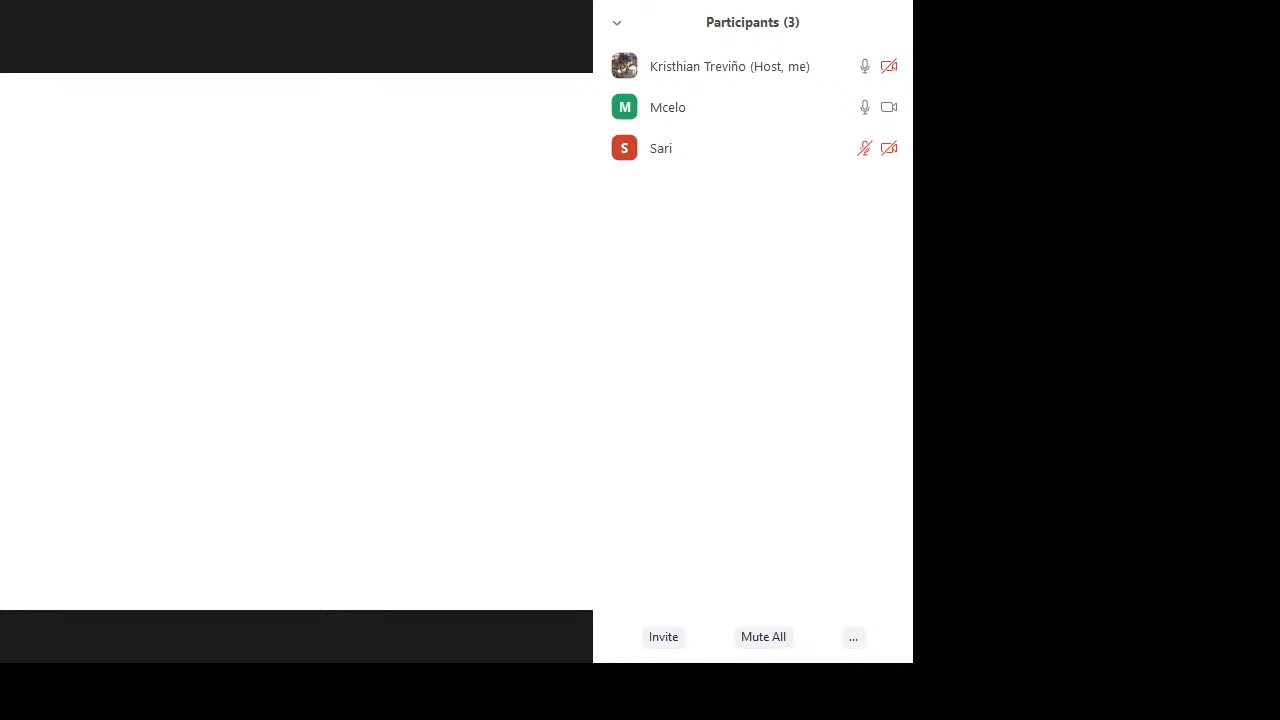 Participants (3)
Kristhian Treviño (Host, me)
M Mcelo
S Sari
Invite Mute All ...